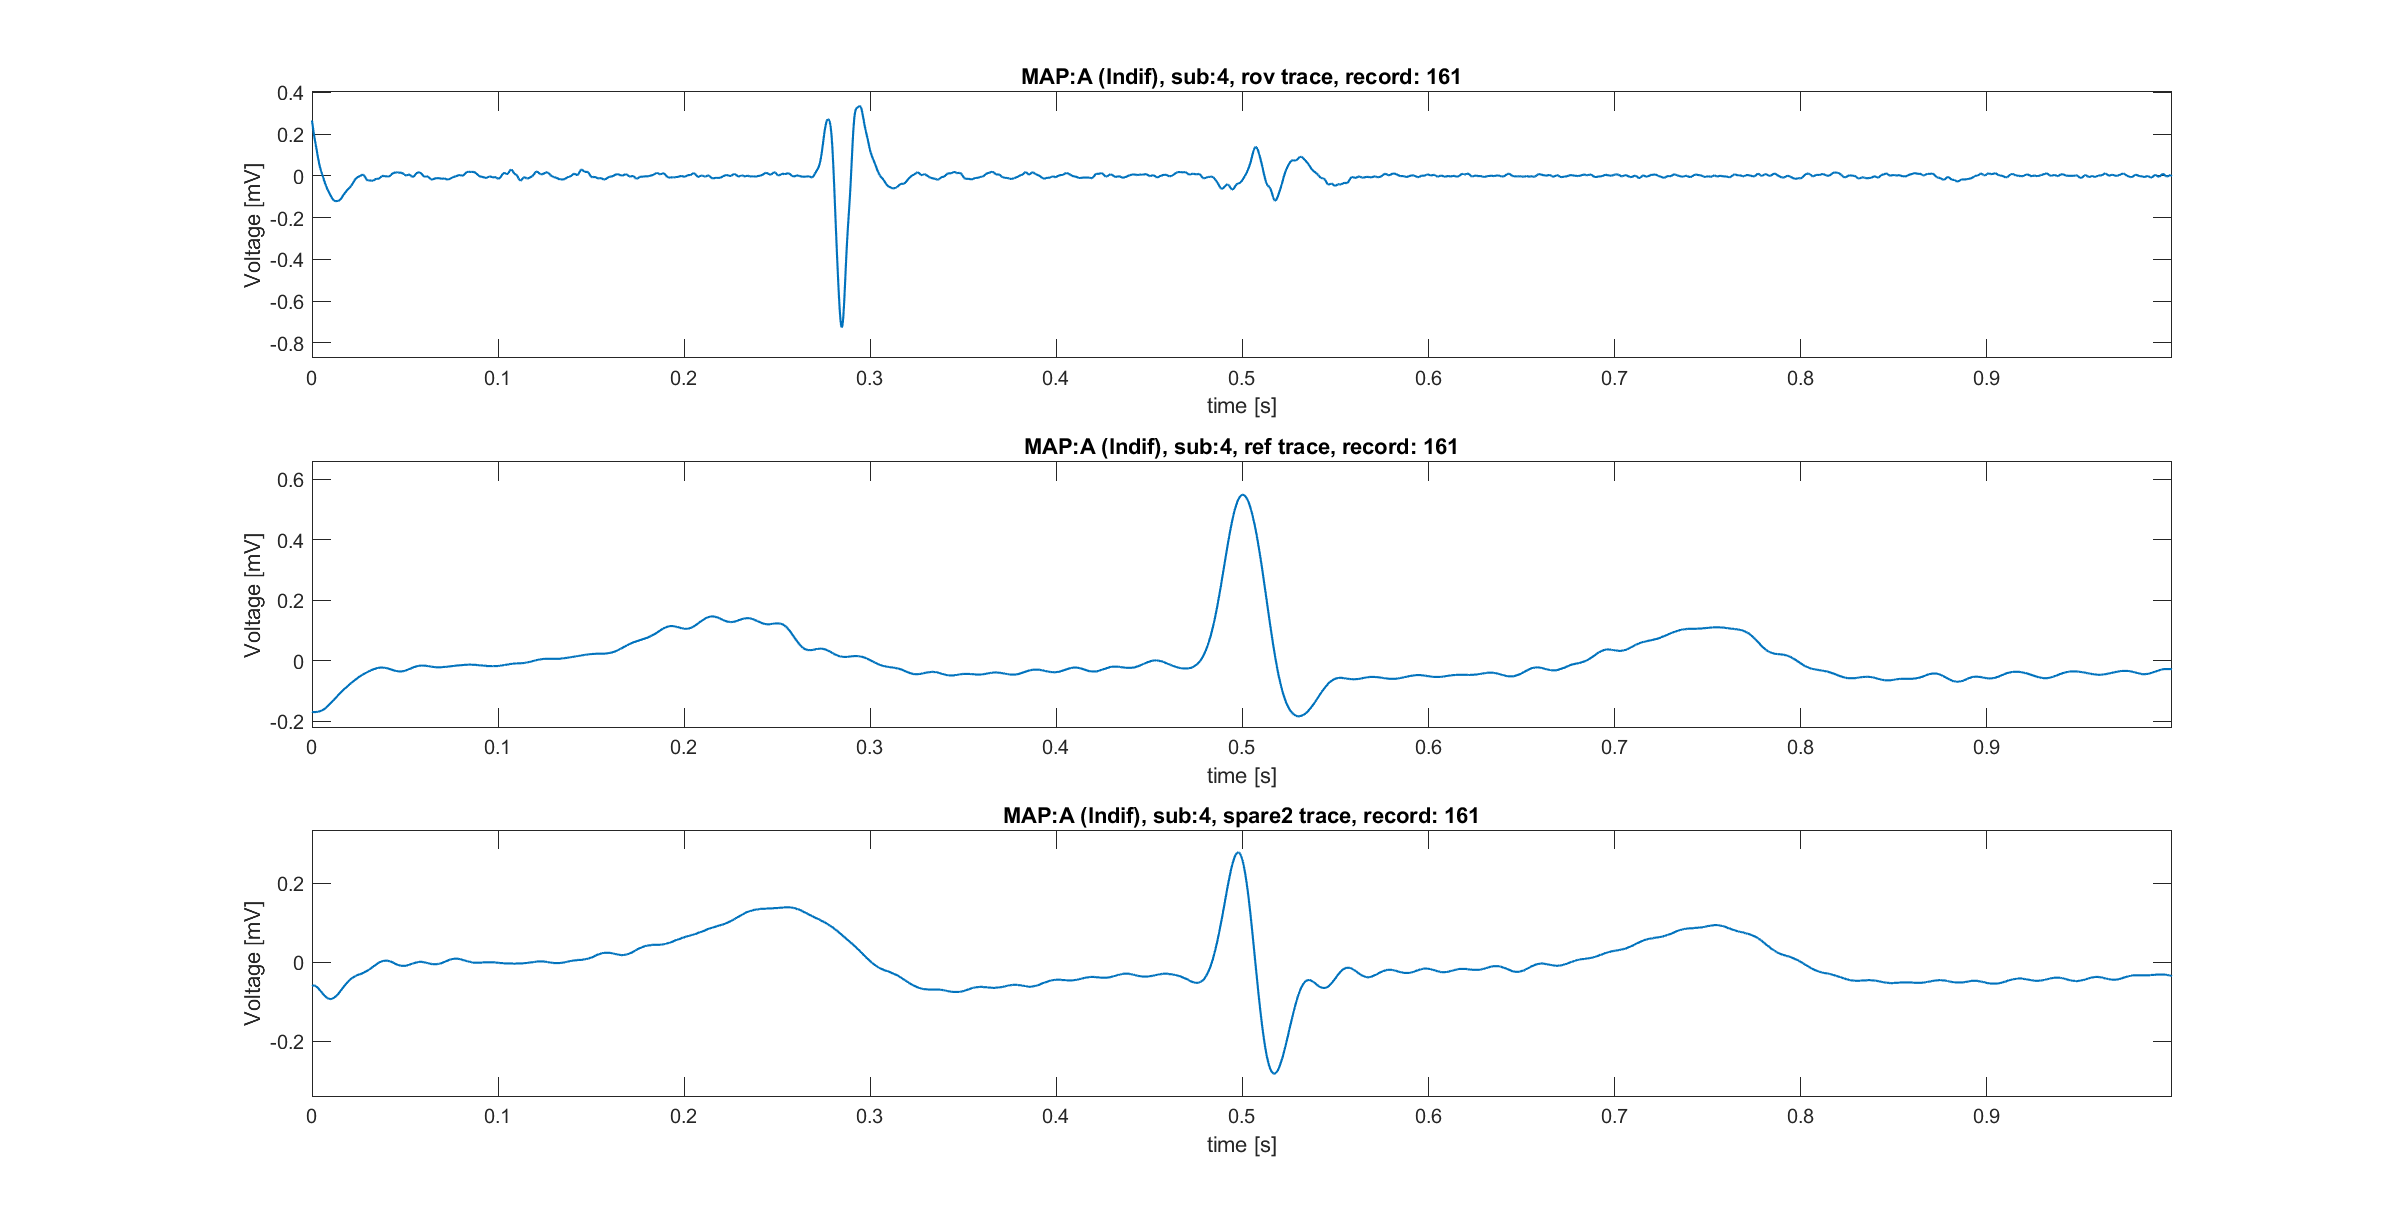 MAP:A (Indif), sub:4, rov trace, record: 161
0.4
0.2
0
-0.2
-0.4
-0.6
-0.8
Voltage [mV]
0 0.1 0.2 0.3 0.4 0.5 0.6 0.7 0.8 0.9
time [s]
MAP:A (Indif), sub:4, ref trace, record: 161
0.6
0.4
0.2
0
-0.2
Voltage [mV]
0 0.1 0.2 0.3 0.4 0.5 0.6 0.7 0.8 0.9
time [s]
MAP:A (Indif), sub:4, spare2 trace, record: 161
0.2
0
-0.2
Voltage [mV]
0 0.1 0.2 0.3 0.4 0.5 0.6 0.7 0.8 0.9
time [s]